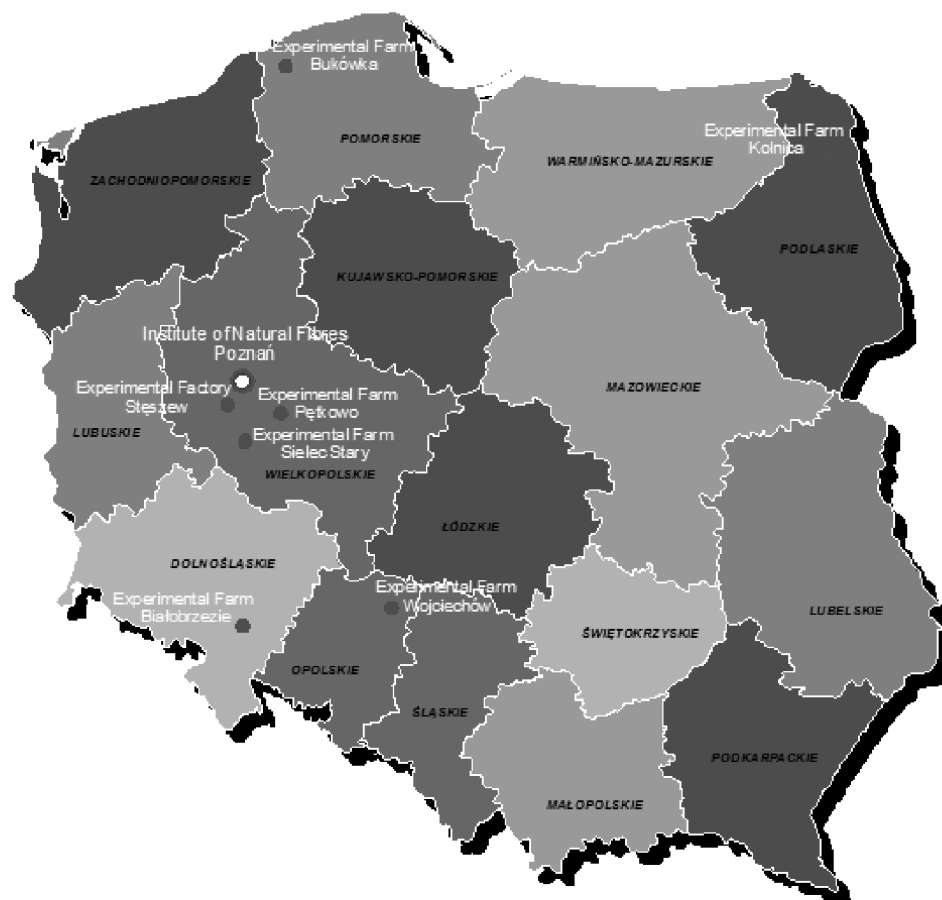 Experimental Farm
Bukówka
POMORSKIE
Experimental Farm
Kolnica
WARMIŃSKO-MAZURSKIE
ZACHODNIOPOMORSKIE
PODLASKIE
KUJAWSKO-POMORSKIE
Institute of Natural Fibres
Poznań
Experimental Factory
Stęszew
Experimental Farm
Pętkowo
MAZOWIECKIE
LUBUSKIE
Experimental Farm
Sielec Stary
WIELKOPOLSKIE
ŁÓDZKIE
DOLNOŚLĄSKIE
Experimental Farm
Wojciechów
Experimental Farm
Białobrzezie
LUBELSKIE
ŚWIĘTOKRZYSKIE
OPOLSKIE
ŚLĄSKIE
PODKARPACKIE
MAŁOPOLSKIE